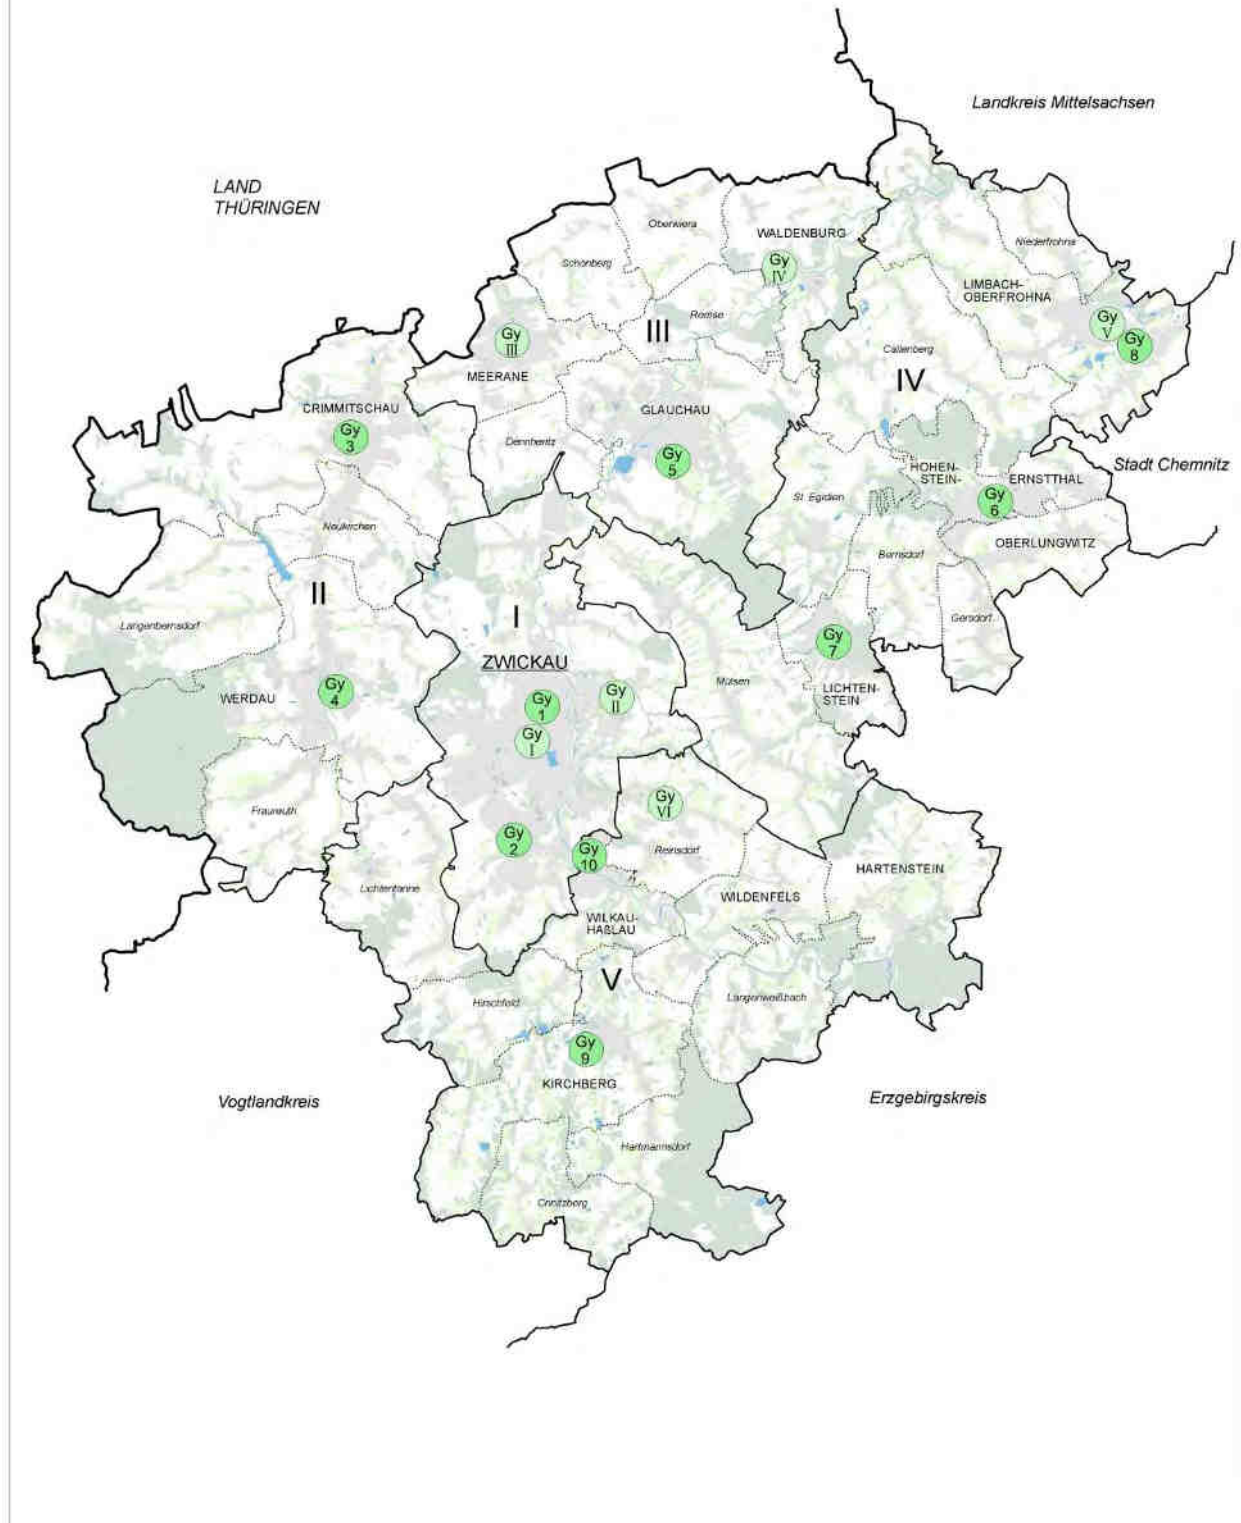 Landkreis Mittelsachsen
LAND
THÜRINGEN
Oberwiera
WALDENBURG
Niederfrohna
Schönberg
Gy
IV
LIMBACH-
OBERFROHNA
Remse
III
Gy
V
Gy
8
Gy
III
Callenberg
MEERANE
IV
CRIMMITSCHAU
GLAUCHAU
Gy
3
Dennheritz
Gy
5
HOHEN-
STEIN-
ERNSTTHAL
Stadt Chemnitz
St. Egidien
Gy
6
Neukirchen
OBERLUNGWITZ
Bernsdorf
II
I
Gersdorf
Langenbernsdorf
Gy
7
ZWICKAU
Mülsen
LICHTEN-
STEIN
WERDAU
Gy
4
Gy
1
Gy
II
Gy
I
Fraureuth
Gy
VI
Gy
2
Gy
10
Reinsdorf
HARTENSTEIN
Lichtentanne
WILDENFELS
WILKAU-
HAßLAU
V
Hirschfeld
Langenweißbach
Gy
9
KIRCHBERG
Vogtlandkreis
Erzgebirgskreis
Hartmannsdorf
Crinitzberg